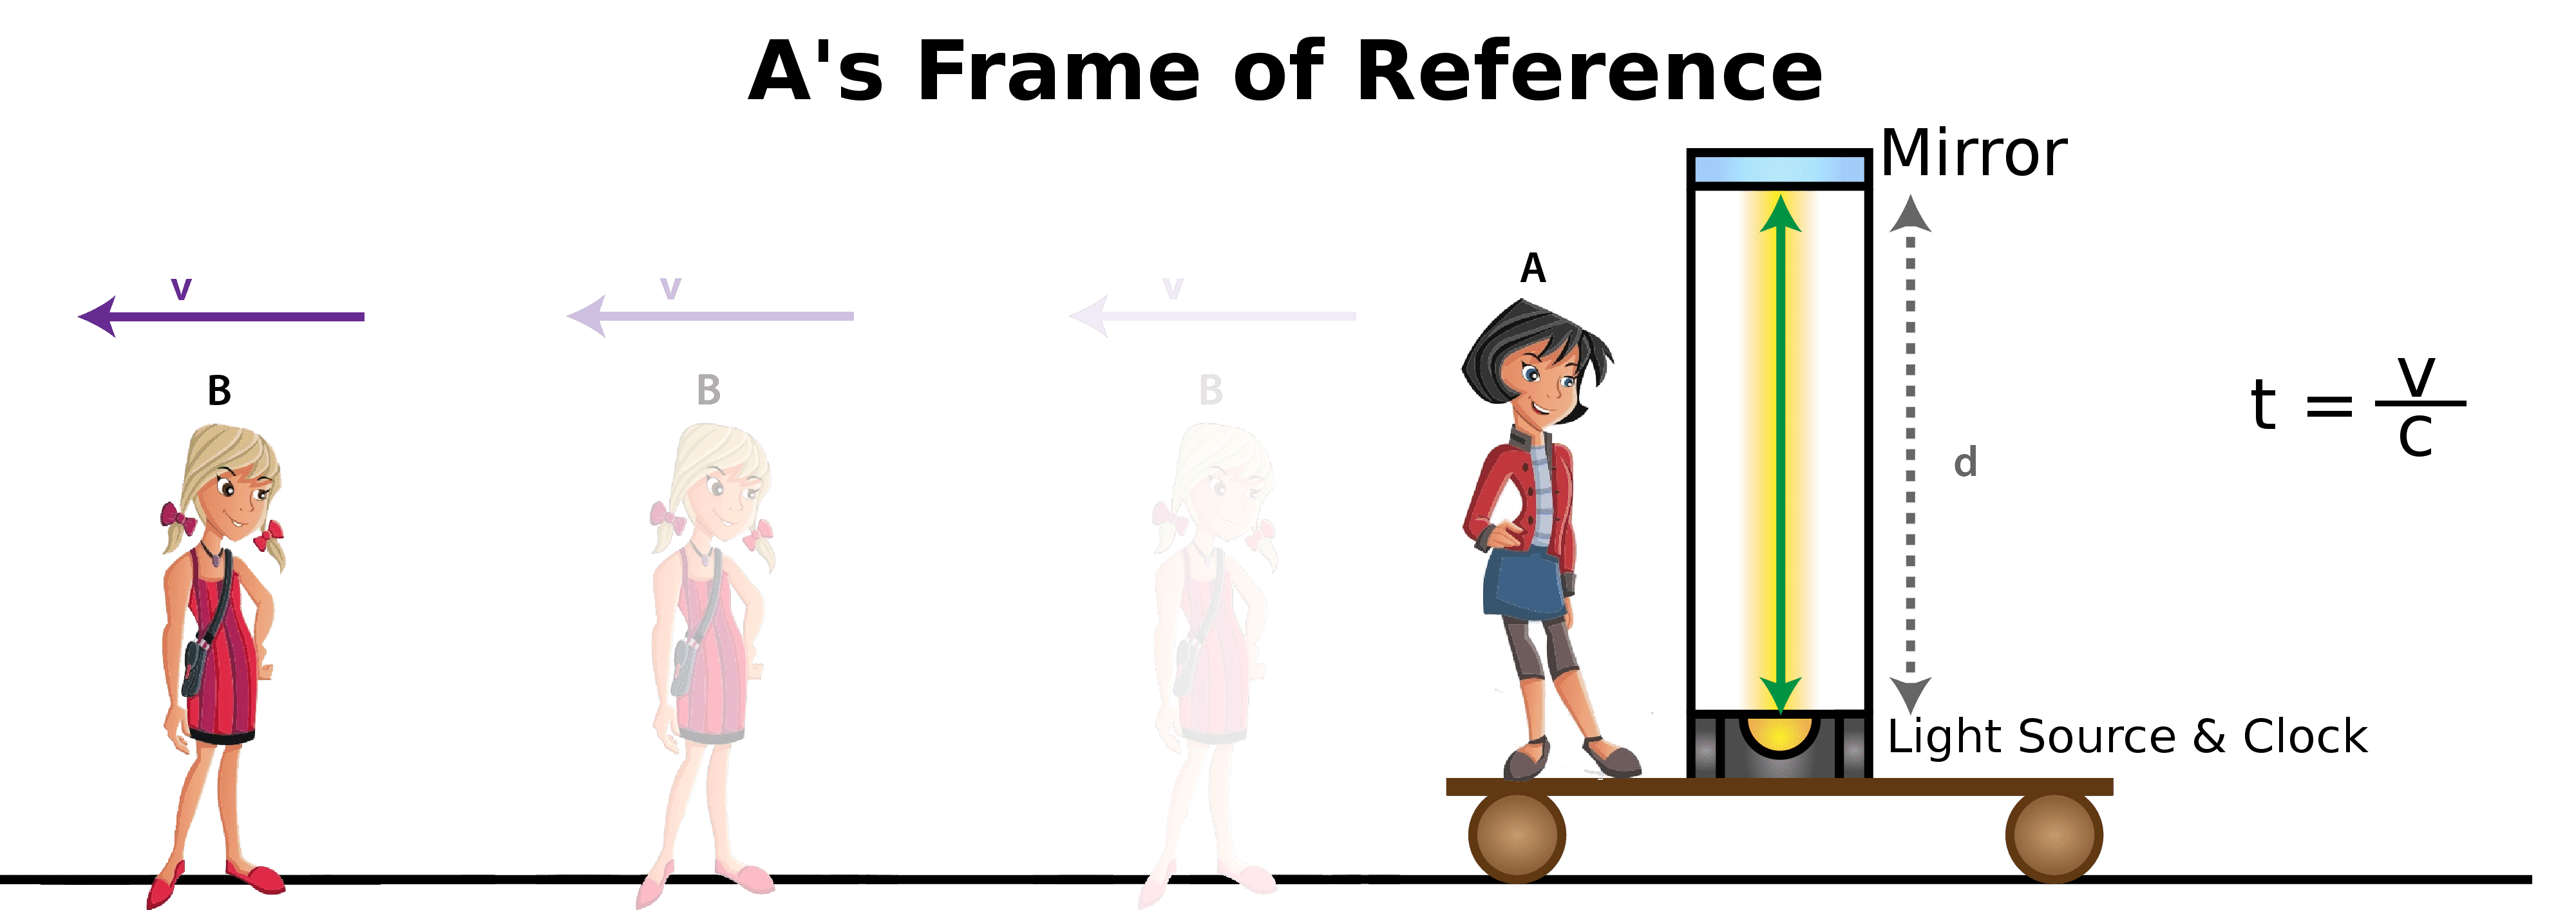 A's Frame of Reference
Mirror
v
v
v
A
B
B
B
t = v/c
d
Light Source & Clock